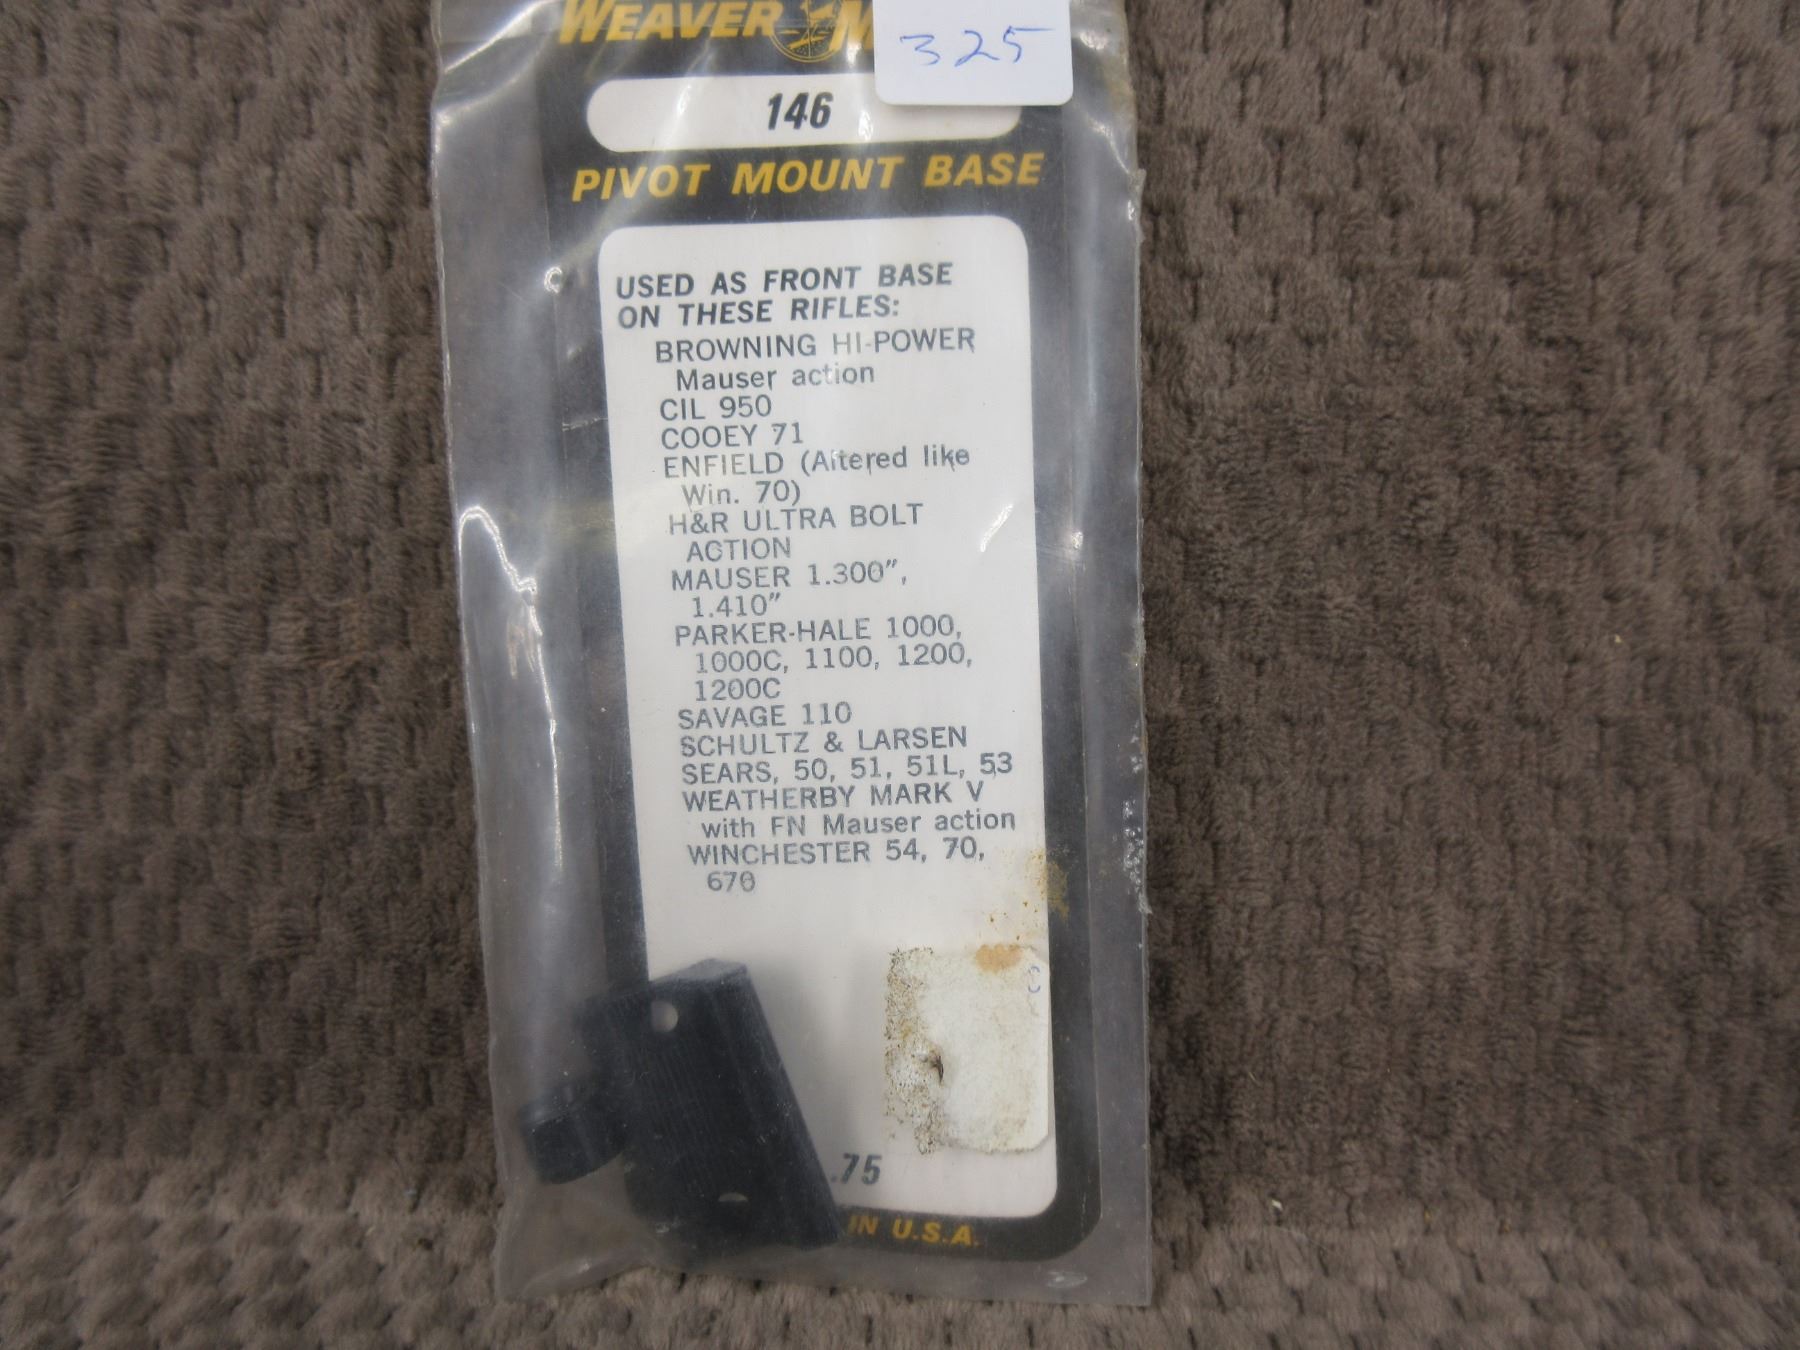 WEAVER M
325
146
PIVOT MOUNT BASE
USED AS FRONT BASE
ON THESE RIFLES:
BROWNING HI-POWER
Mauser action
CIL 950
COOEY 71
ENFIELD (Altered like
Win. 70)
H&R ULTRA BOLT
ACTION
MAUSER 1.300",
1.410"
PARKER-HALE 1000,
1000C, 1100, 1200,
1200C
SAVAGE 110
SCHULTZ & LARSEN
SEARS, 50, 51, 51L, 53
WEATHERBY MARK V
with FN Mauser action
WINCHESTER 54, 70,
670
.75
IN U.S.A.